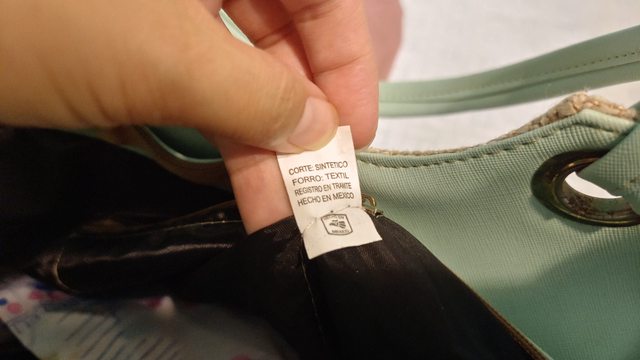 CORTE: SINTETICO
FORRO: TEXTIL
REGISTRO EN TRAMITE
HECHO EN MEXICO